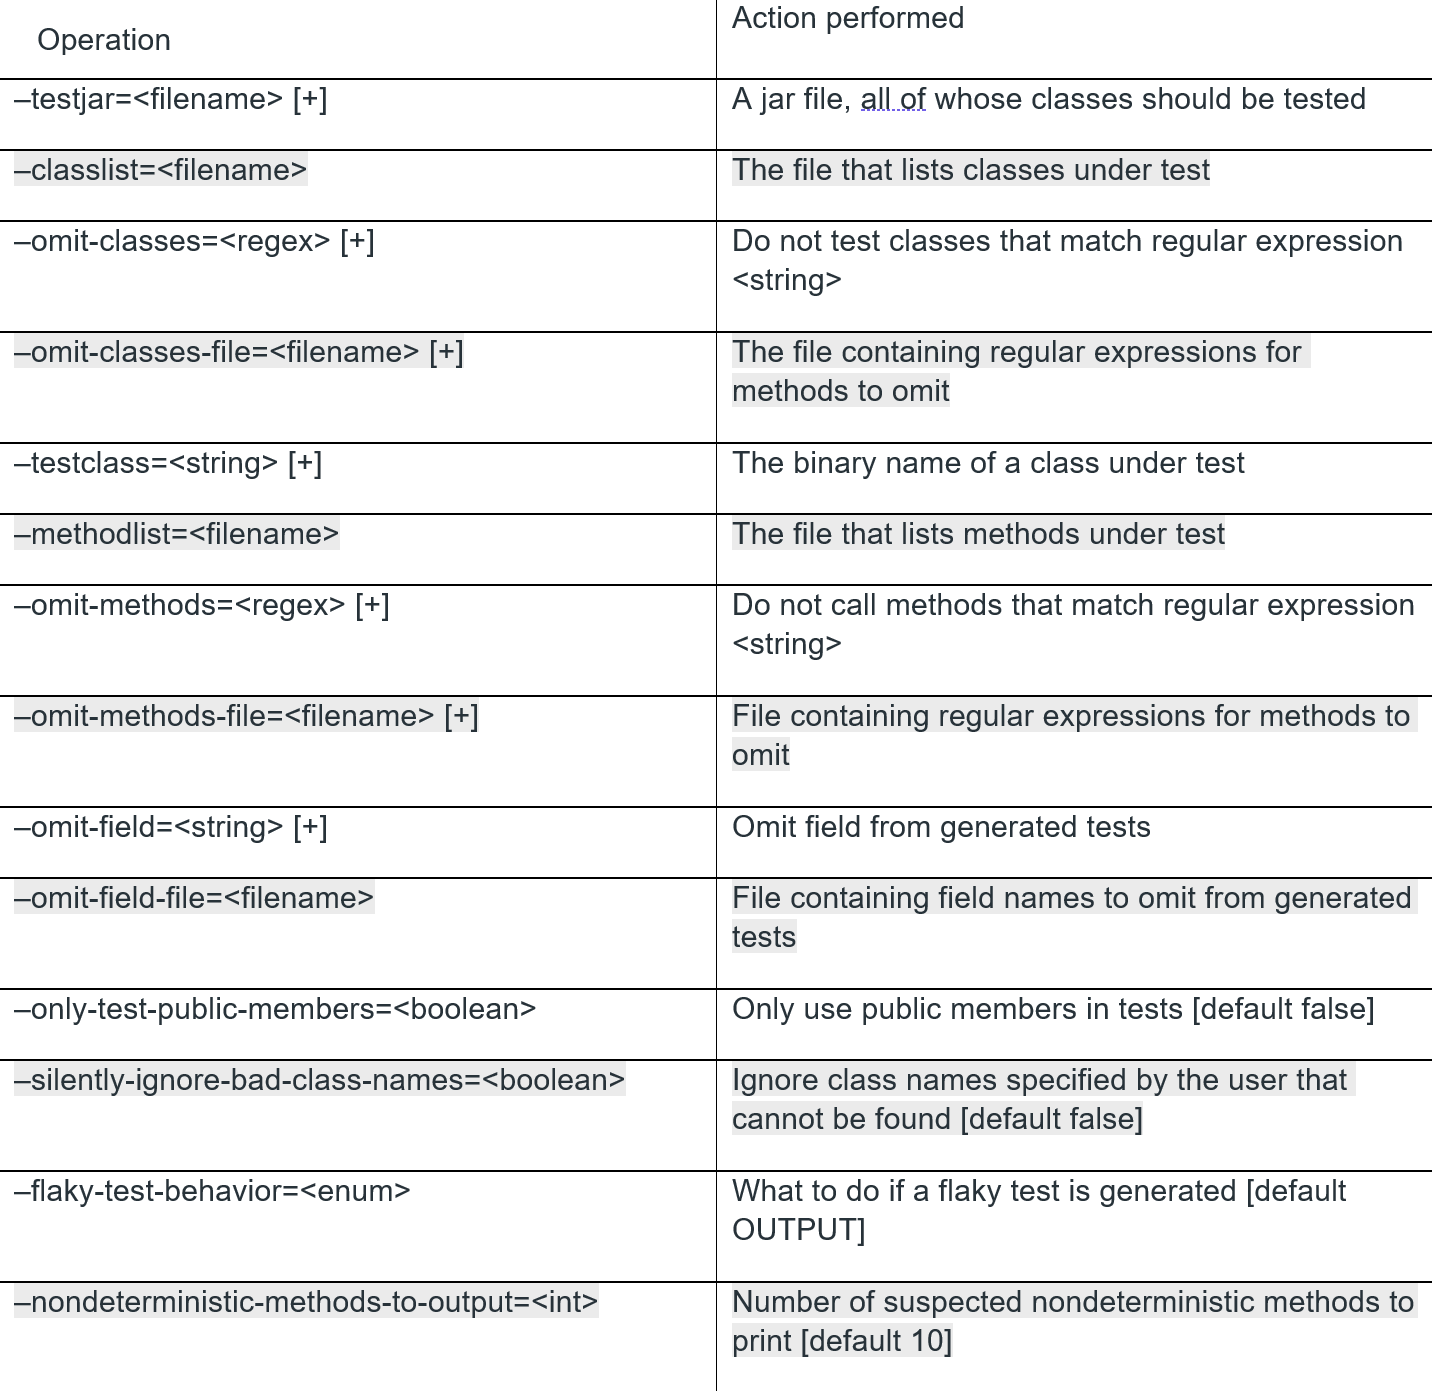 Operation
Action performed
–testjar=<filename> [+]
A jar file, all of whose classes should be tested
–classlist=<filename>
The file that lists classes under test
–omit-classes=<regex> [+]
Do not test classes that match regular expression
<string>
–omit-classes-file=<filename> [+]
The file containing regular expressions for
methods to omit
–testclass=<string> [+]
The binary name of a class under test
–methodlist=<filename>
The file that lists methods under test
–omit-methods=<regex> [+]
Do not call methods that match regular expression
<string>
–omit-methods-file=<filename> [+]
File containing regular expressions for methods to
omit
–omit-field=<string> [+]
Omit field from generated tests
–omit-field-file=<filename>
File containing field names to omit from generated
tests
–only-test-public-members=<boolean>
Only use public members in tests [default false]
–silently-ignore-bad-class-names=<boolean>
Ignore class names specified by the user that
cannot be found [default false]
–flaky-test-behavior=<enum>
What to do if a flaky test is generated [default
OUTPUT]
–nondeterministic-methods-to-output=<int>
Number of suspected nondeterministic methods to
print [default 10]